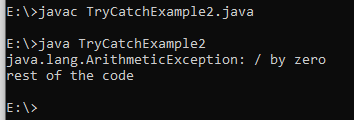 E:\>javac TryCatchExample2.java
E:\>java TryCatchExample2
java.lang.ArithmeticException: / by zero
rest of the code
E:\>